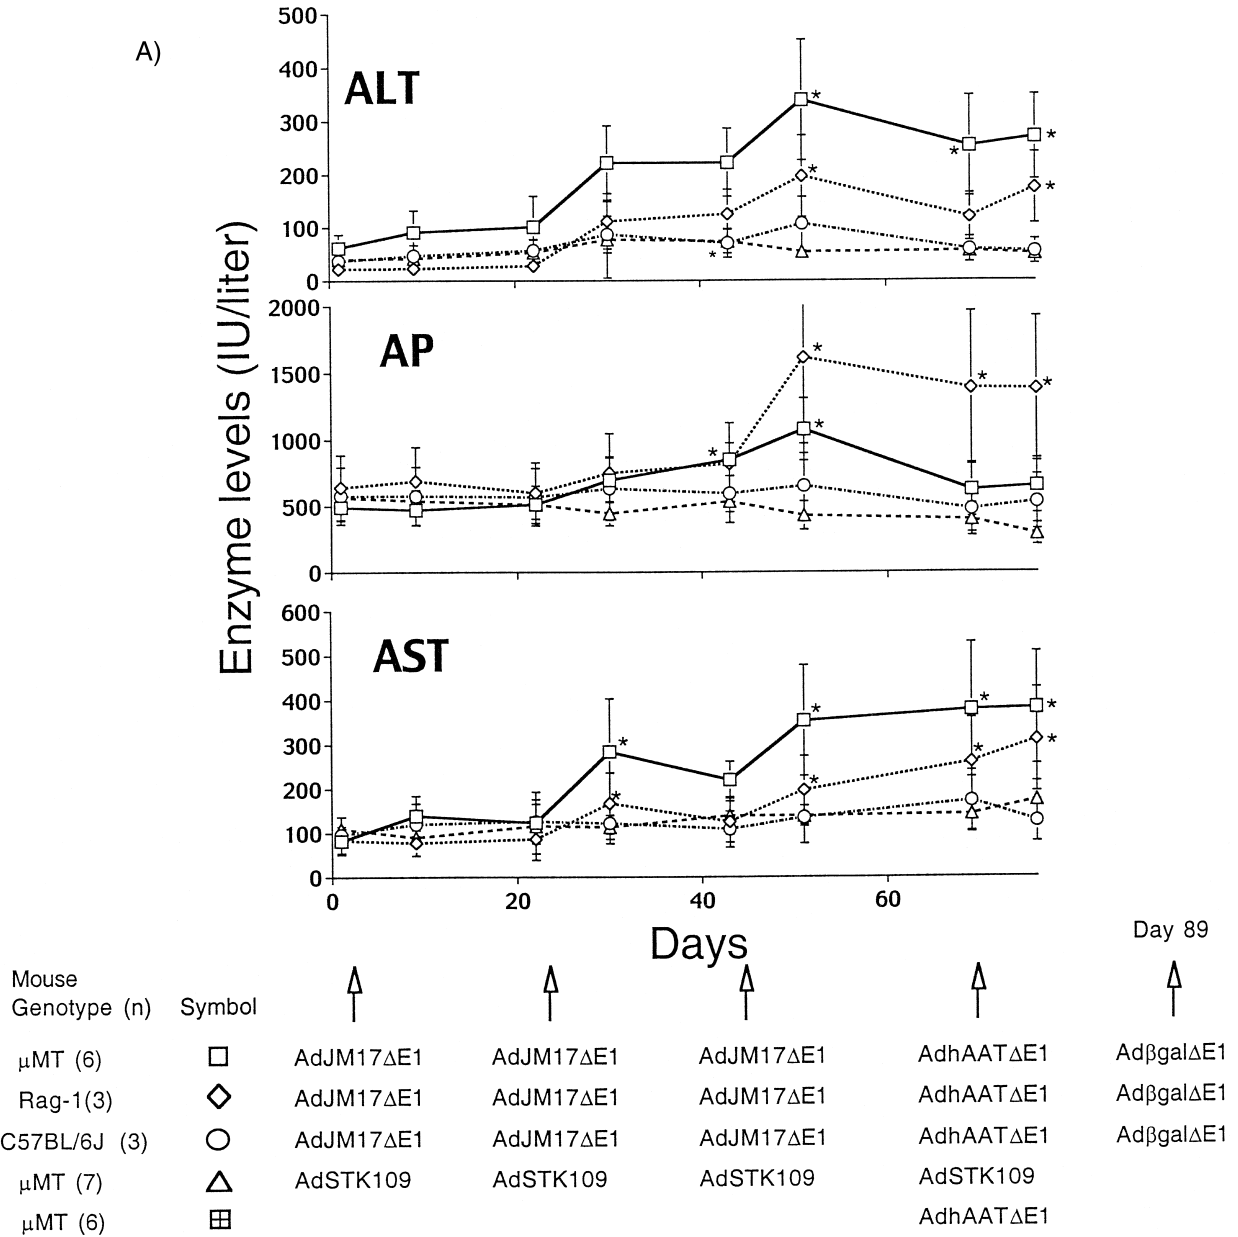 A)
Enzyme levels (IU/liter)
ALT
500
400
300
200
100
0
* * * * * * *
AP
2000
1500
1000
500
0
* * * * * *
AST
600
500
400
300
200
100
0
* * * * * * * *
0 20 40 60
Days
Day 89
Mouse
Genotype (n) Symbol
μMT (6) AdJM17ΔE1 AdJM17ΔE1 AdJM17ΔE1 AdhAATΔE1 AdβgalΔE1
Rag-1(3) AdJM17ΔE1 AdJM17ΔE1 AdJM17ΔE1 AdhAATΔE1 AdβgalΔE1
C57BL/6J (3) AdJM17ΔE1 AdJM17ΔE1 AdJM17ΔE1 AdhAATΔE1 AdβgalΔE1
μMT (7) AdSTK109 AdSTK109 AdSTK109 AdSTK109
μMT (6) AdhAATΔE1